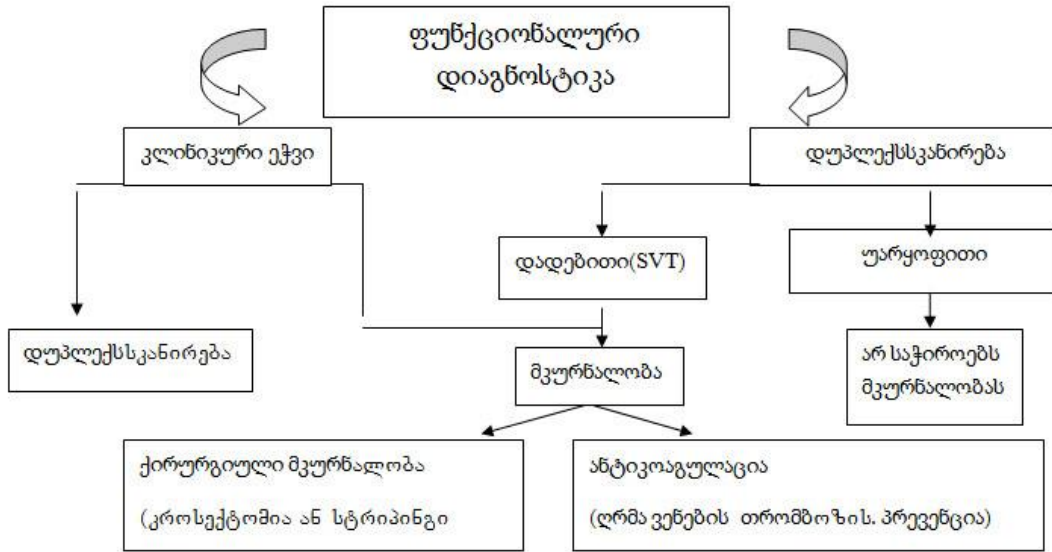 ფუნქციონალური
დიაგნოსტიკა
კლინიკური ეჭვი
დუპლექსსკანირება
დადებითი(SVT)
უარყოფითი
დუპლექსსკანირება
მკურნალობა
არ საჭიროებს
მკურნალობას
ქირურგიული მკურნალობა
(კროსექტომია ან სტრიპინგი
ანტიკოაგულაცია
(ღრმა ვენების თრომბოზის. პრევენცია)